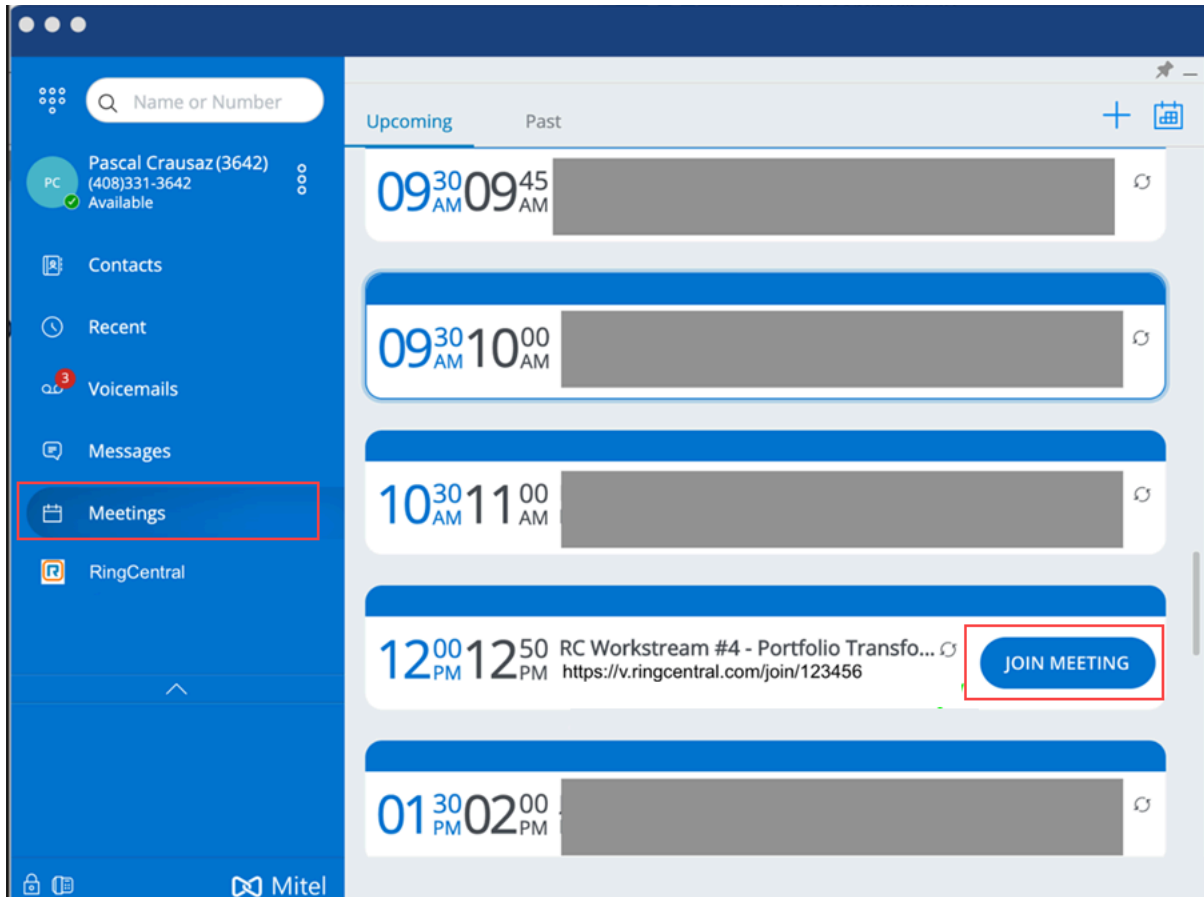 Name or Number
Pascal Crausaz (3642)
(408)331-3642
Available
PC
Contacts
Recent
3
Voicemails
Messages
Meetings
RingCentral
Mitel
Upcoming Past
09 30 AM 09 45 AM
09 30 AM 10 00 AM
10 30 AM 11 00 AM
12 00 PM 12 50 PM RC Workstream #4 - Portfolio Transfo...
https://v.ringcentral.com/join/123456
JOIN MEETING
01 30 PM 02 00 PM